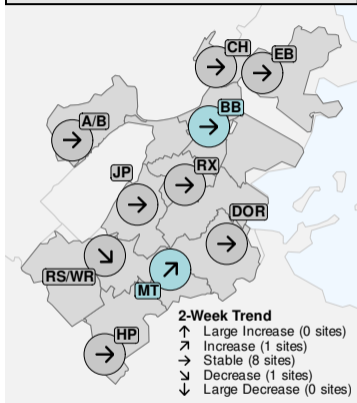 CH
EB
BB
A/B
RX
JP
DOR
RS/WR
MT
HP
2-Week Trend
↑ Large Increase (0 sites)
↗ Increase (1 sites)
→ Stable (8 sites)
↘ Decrease (1 sites)
↓ Large Decrease (0 sites)